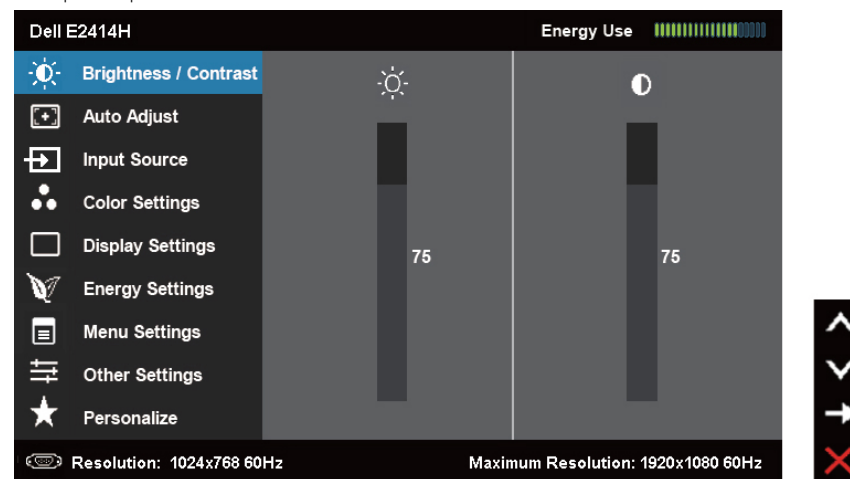 Dell E2414H
Energy Use
Brightness / Contrast
Auto Adjust
Input Source
Color Settings
Display Settings
Energy Settings
Menu Settings
Other Settings
Personalize
75
75
Resolution: 1024x768 60Hz
Maximum Resolution: 1920x1080 60Hz